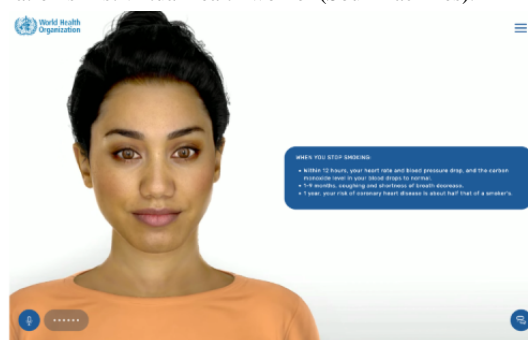 World Health
Organization
WHEN YOU STOP SMOKING:
• Within 12 hours, your heart rate and blood pressure drop, and the carbon
monoxide level in your blood drops to normal.
• 1-9 months, coughing and shortness of breath decrease.
• 1 year, your risk of coronary heart disease is about half that of a smoker's.